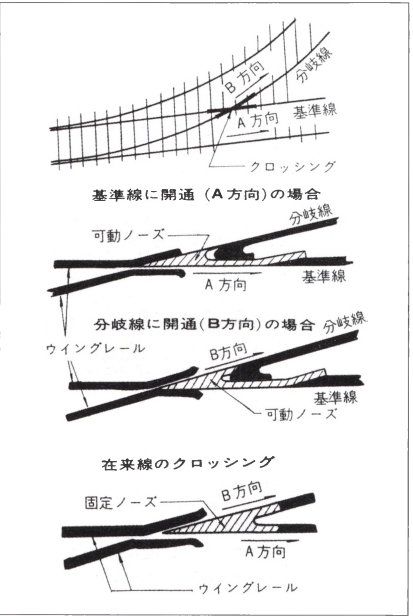 B方向
分岐線
基準線
A方向
クロッシング
基準線に開通（A方向）の場合
分岐線
可動ノーズ
A方向
基準線
分岐線に開通（B方向）の場合
分岐線
ウイングレール
B方向
基準線
可動ノーズ
在来線のクロッシング
固定ノーズ
B方向
A方向
ウイングレール